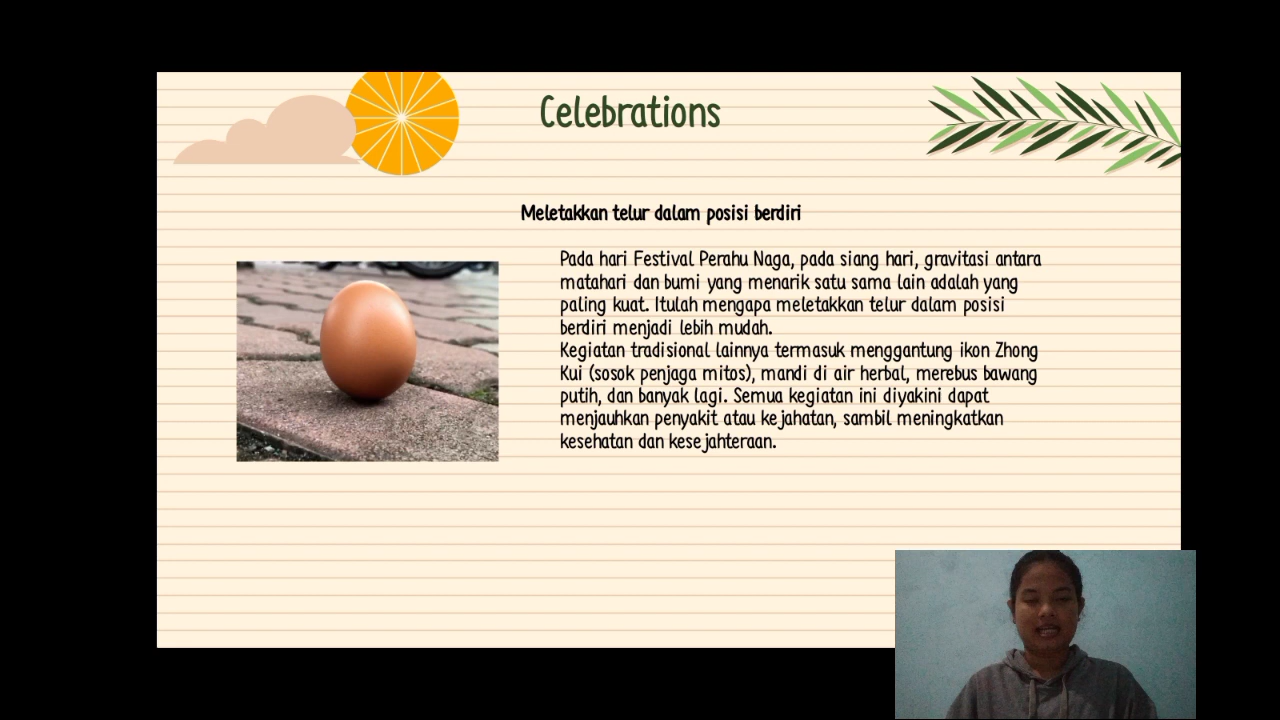 Celebrations
Meletakkan telur dalam posisi berdiri
Pada hari Festival Perahu Naga, pada siang hari, gravitasi antara
matahari dan bumi yang menarik satu sama lain adalah yang
paling kuat. Itulah mengapa meletakkan telur dalam posisi
berdiri menjadi lebih mudah.
Kegiatan tradisional lainnya termasuk menggantung ikon Zhong
Kui (sosok penjaga mitos), mandi di air herbal, merebus bawang
putih, dan banyak lagi. Semua kegiatan ini diyakini dapat
menjauhkan penyakit atau kejahatan, sambil meningkatkan
kesehatan dan kesejahteraan.